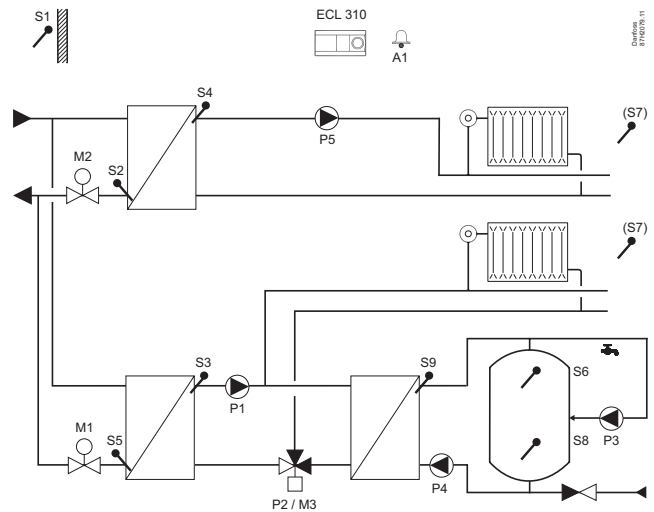 S1
ECL 310
A1
Danfoss
87H2079.11
S4
P5
(S7)
M2
S2
(S7)
S3
P1
S9
S6
M1
S5
S8
P3
P4
P2 / M3